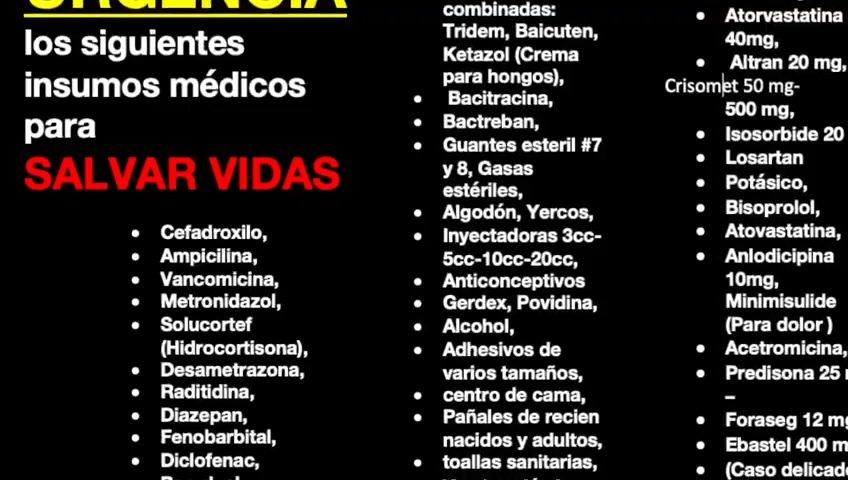 URGENCIA
los siguientes
insumos médicos
para
SALVAR VIDAS
• Cefadroxilo,
• Ampicilina,
• Vancomicina,
• Metronidazol,
• Solucortef
(Hidrocortisona),
• Desametrazona,
• Raditidina,
• Diazepan,
• Fenobarbital,
• Diclofenac,
combinadas:
Tridem, Baicuten,
Ketazol (Crema
para hongos),
• Bacitracina,
• Bactreban,
• Guantes esteril #7
y 8, Gasas
estériles,
• Algodón, Yercos,
• Inyectadoras 3cc-
5cc-10cc-20cc,
• Anticonceptivos
• Gerdex, Povidina,
• Alcohol,
• Adhesivos de
varios tamaños,
• centro de cama,
• Pañales de recien
nacidos y adultos,
• toallas sanitarias,
• Atorvastatina
40mg,
• Altran 20 mg,
Crisomet 50 mg-
500 mg,
• Isosorbide 20
• Losartan
• Potásico,
• Bisoprolol,
• Atovastatina,
• Anlodicipina
10mg,
Minimisulide
(Para dolor )
• Acetromicina,
• Predisona 25
–
• Foraseg 12 mg
• Ebastel 400 m
• (Caso delicado